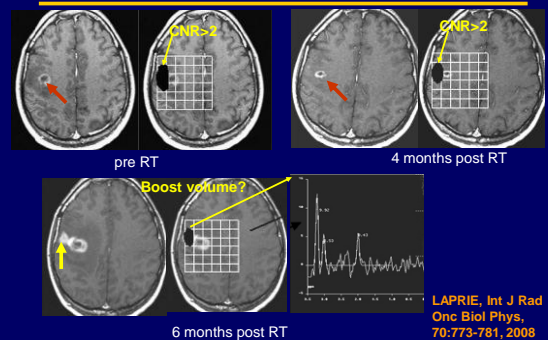 CNR>2
CNR>2
pre RT
4 months post RT
Boost volume?
6 months post RT
LAPRIE, Int J Rad
Onc Biol Phys,
70:773-781, 2008